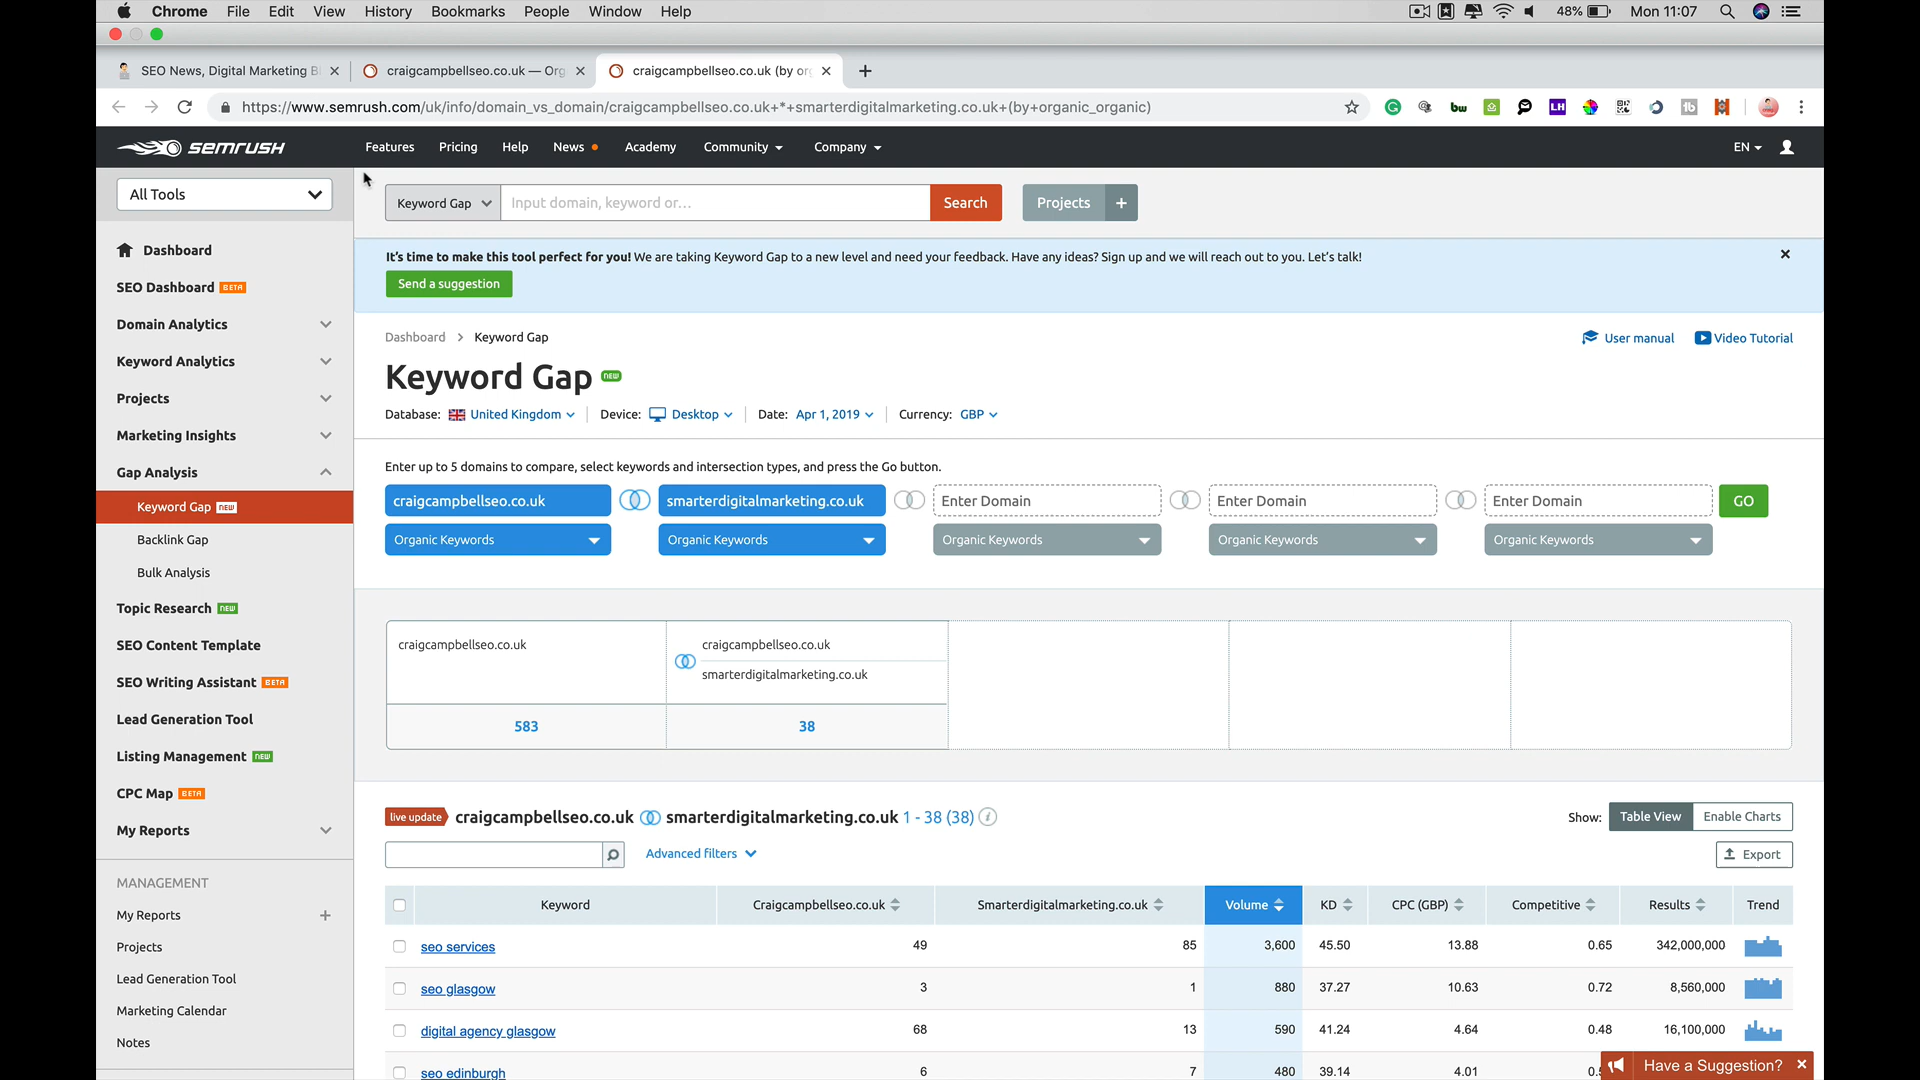 Chrome File Edit View History Bookmarks People Window Help 48% Mon 11:07
SEO News, Digital Marketing B craigcampbellseo.co.uk — Org craigcampbellseo.co.uk (by or
https://www.semrush.com/uk/info/domain_vs_domain/craigcampbellseo.co.uk+*+smarterdigitalmarketing.co.uk+(by+organic_organic)
SEMRUSH Features Pricing Help News Academy Community Company EN
All Tools
Keyword Gap Input domain, keyword or... Search Projects +
Dashboard
SEO Dashboard BETA
Domain Analytics
Keyword Analytics
Projects
Marketing Insights
Gap Analysis
Keyword Gap NEW
Backlink Gap
Bulk Analysis
Topic Research NEW
SEO Content Template
SEO Writing Assistant BETA
Lead Generation Tool
Listing Management NEW
CPC Map BETA
My Reports
MANAGEMENT
My Reports +
Projects
Lead Generation Tool
Marketing Calendar
Notes
It's time to make this tool perfect for you! We are taking Keyword Gap to a new level and need your feedback. Have any ideas? Sign up and we will reach out to you. Let's talk!
Send a suggestion
Dashboard > Keyword Gap User manual Video Tutorial
Keyword Gap NEW
Database: United Kingdom Device: Desktop Date: Apr 1, 2019 Currency: GBP
Enter up to 5 domains to compare, select keywords and intersection types, and press the Go button.
craigcampbellseo.co.uk smarterdigitalmarketing.co.uk Enter Domain Enter Domain Enter Domain GO
Organic Keywords Organic Keywords Organic Keywords Organic Keywords Organic Keywords
craigcampbellseo.co.uk craigcampbellseo.co.uk
smarterdigitalmarketing.co.uk
583 38
live update craigcampbellseo.co.uk smarterdigitalmarketing.co.uk 1 - 38 (38) i Show: Table View Enable Charts
Advanced filters Export
Keyword Craigcampbellseo.co.uk Smarterdigitalmarketing.co.uk Volume KD CPC (GBP) Competitive Results Trend
seo services 49 85 3,600 45.50 13.88 0.65 342,000,000
seo glasgow 3 1 880 37.27 10.63 0.72 8,560,000
digital agency glasgow 68 13 590 41.24 4.64 0.48 16,100,000
seo edinburgh 6 7 480 39.14 4.01
Have a Suggestion?